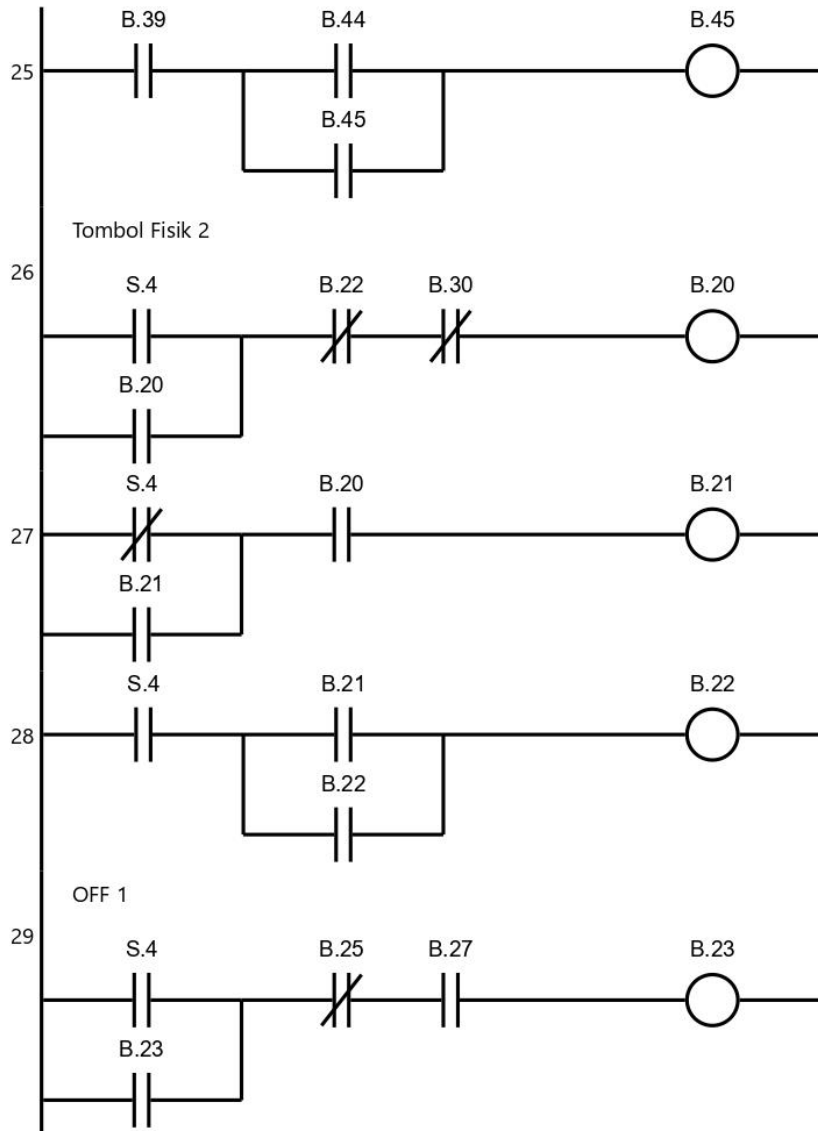 B.39 B.44 B.45
25
B.45
Tombol Fisik 2
26
S.4 B.22 B.30 B.20
B.20
S.4 B.20 B.21
27
B.21
S.4 B.21 B.22
28
B.22
OFF 1
29
S.4 B.25 B.27 B.23
B.23